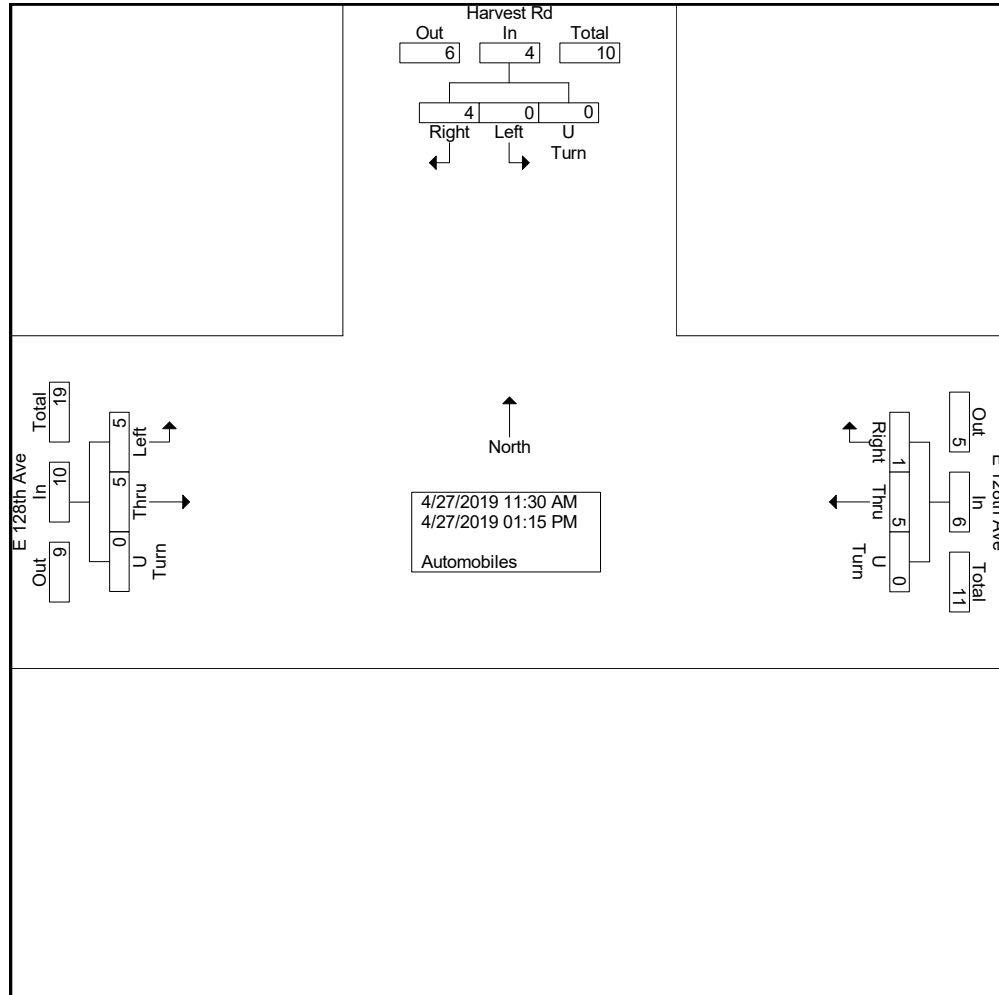 Harvest Rd
Out In Total
6 4 10
4 0 0
Right Left U
Turn
North
4/27/2019 11:30 AM
4/27/2019 01:15 PM
Automobiles
E 128th Ave
Out In Total
9 10 19
5 5 0
Left Thru U
Turn
E 128th Ave
Out In Total
5 6 11
1 5 0
Right Thru U
Turn